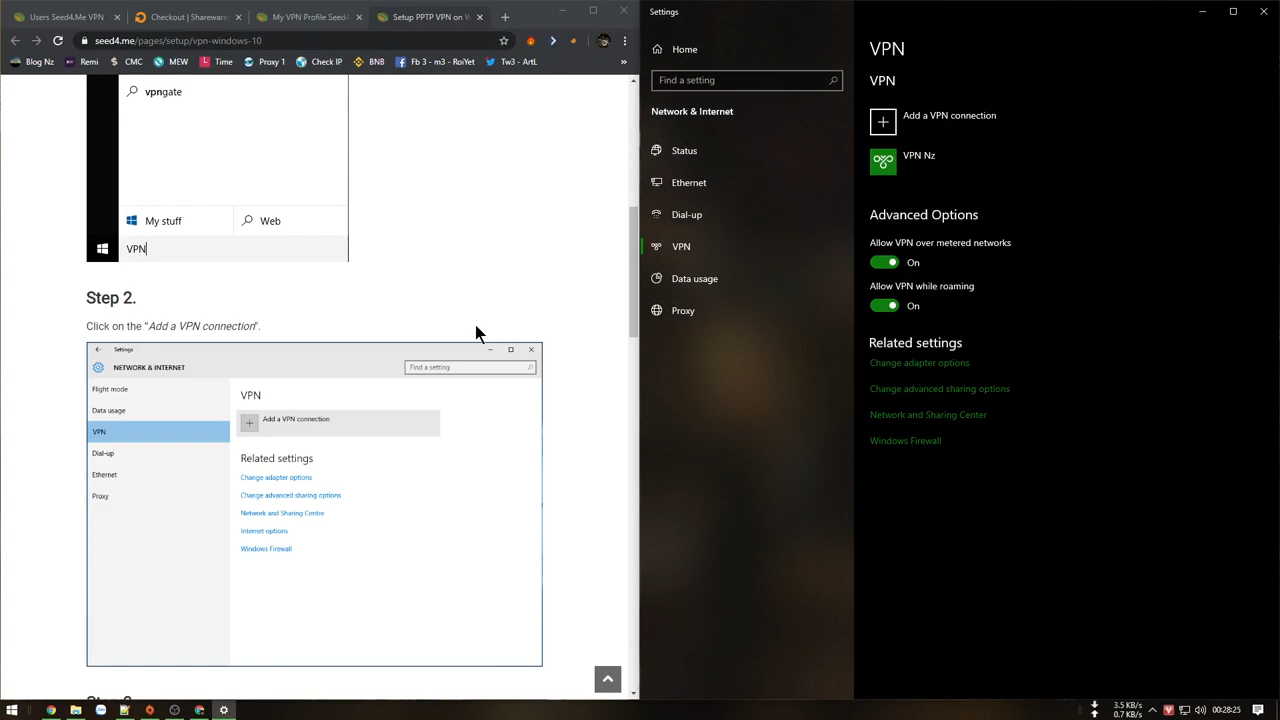 Users Seed4.Me VPN
Checkout | Shareware
My VPN Profile Seed
Setup PPTP VPN on W
seed4.me/pages/setup/vpn-windows-10
Blog Nz
Remi
CMC
MEW
Time
Proxy 1
Check IP
BNB
Fb 3 - m3 - RoiYet
Tw3 - ArtL
»
vpngate
My stuff
Web
VPN
Step 2.
Click on the “Add a VPN connection”.
Settings
NETWORK & INTERNET
Find a setting
Flight mode
Data usage
VPN
Dial-up
Ethernet
Proxy
VPN
Add a VPN connection
Related settings
Change adapter options
Change advanced sharing options
Network and Sharing Centre
Internet options
Windows Firewall
Settings
Home
Find a setting
Network & Internet
Status
Ethernet
Dial-up
VPN
Data usage
Proxy
VPN
VPN
Add a VPN connection
VPN Nz
Advanced Options
Allow VPN over metered networks
On
Allow VPN while roaming
On
Related settings
Change adapter options
Change advanced sharing options
Network and Sharing Center
Windows Firewall
3.5 KB/s
0.7 KB/s
00:28:25